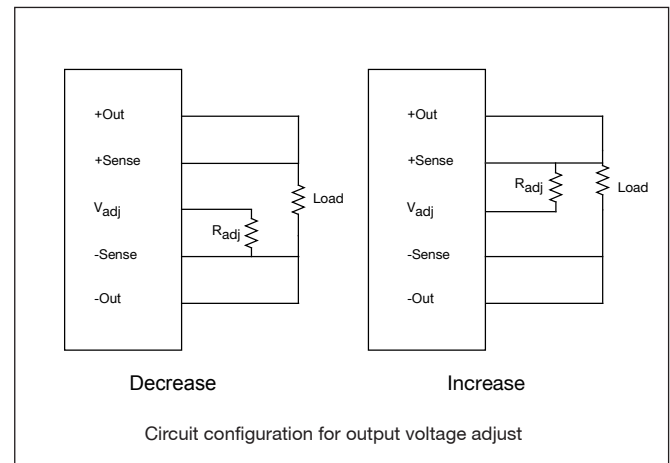 +Out
+Sense
Vadj
Radj
Load
-Sense
-Out
Decrease
+Out
+Sense
Radj
Load
Vadj
-Sense
-Out
Increase
Circuit configuration for output voltage adjust